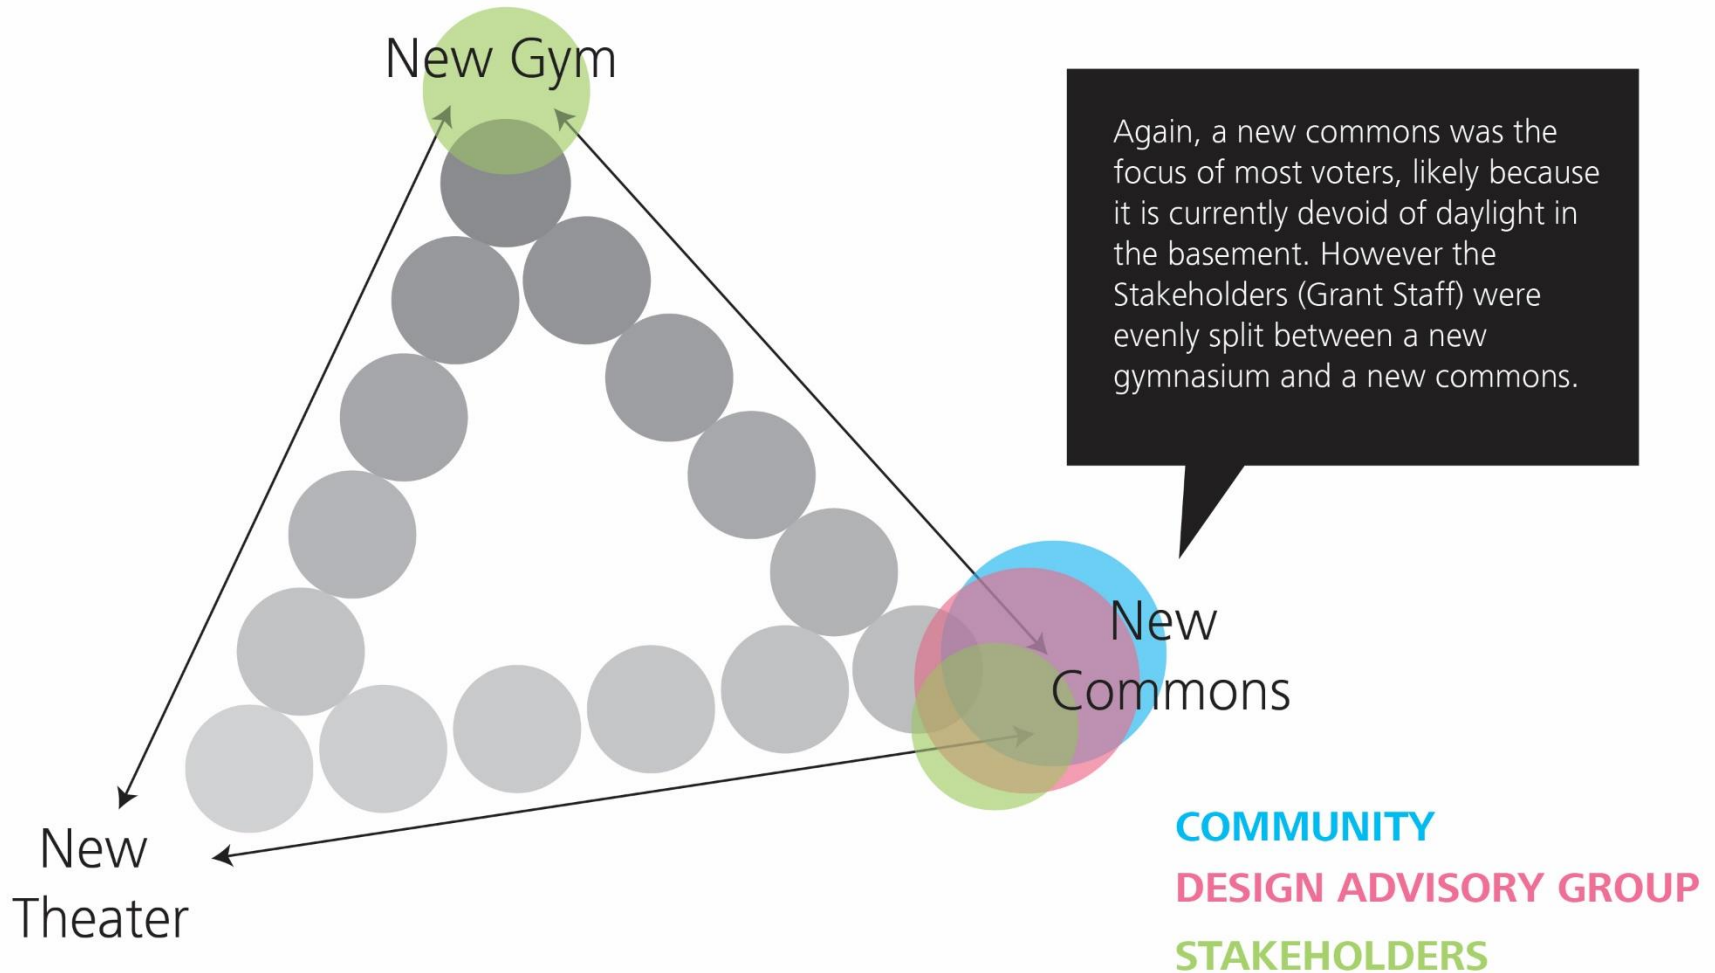 New Gym
Again, a new commons was the
focus of most voters, likely because
it is currently devoid of daylight in
the basement. However the
Stakeholders (Grant Staff) were
evenly split between a new
gymnasium and a new commons.
New
Commons
New
Theater
COMMUNITY
DESIGN ADVISORY GROUP
STAKEHOLDERS